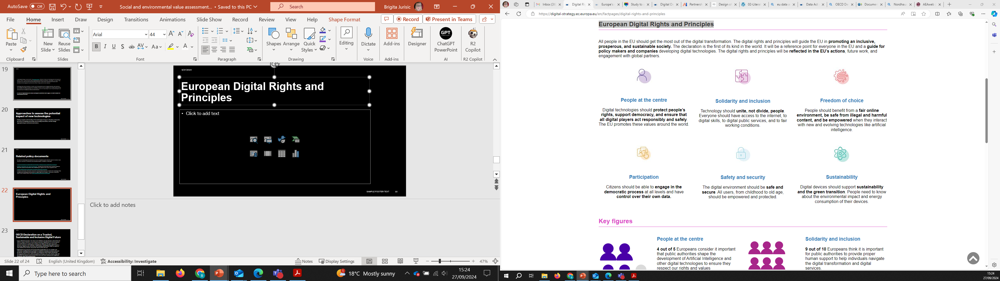 AutoSave Off Social and environmental value assessment... • Saved to this PC Search Brigita Jurisic
File Home Insert Draw Design Transitions Animations Slide Show Record Review View Help Shape Format Record Present in Teams
Paste New Slide Reuse Slides Arial 44 Shapes Arrange Quick Styles Editing Dictate Add-ins Designer ChatGPT PowerPoint R2 Copilot
Clipboard Slides Font Paragraph Drawing Voice Add-ins AI R2 Copilot
19
20
Approaches to assess the potential
impact of new technologies
21
Related policy documents
22
European Digital Rights and
Principles
23
OECD Declaration on a Trusted,
Sustainable and Inclusive Digital Future
9/27/2024
European Digital Rights and
Principles
• Click to add text
SAMPLE FOOTER TEXT 22
Click to add notes
Slide 22 of 24 English (United Kingdom) Accessibility: Investigate Notes Display Settings 47%
Type here to search 18°C Mostly sunny 15:24
27/09/2024
Inbox (36 Digital Ri Europe's Study to Digital D Partnersh Design of 02-Literat eu data a Data Act OECD De Documen Nordhau AEAweb
https://digital-strategy.ec.europa.eu/en/factpages/digital-rights-and-principles
European Digital Rights and Principles
All people in the EU should get the most out of the digital transformation. The digital rights and principles will guide the EU in promoting an inclusive,
prosperous, and sustainable society. The declaration is the first of its kind in the world. It will be a reference point for everyone in the EU and a guide for
policy makers and companies developing digital technologies. The digital rights and principles will be reflected in the EU's actions, future work, and
engagement with global partners.
People at the centre
Digital technologies should protect people's
rights, support democracy, and ensure that
all digital players act responsibly and safely.
The EU promotes these values around the world.
Solidarity and inclusion
Technology should unite, not divide, people.
Everyone should have access to the internet, to
digital skills, to digital public services, and to fair
working conditions.
Freedom of choice
People should benefit from a fair online
environment, be safe from illegal and harmful
content, and be empowered when they interact
with new and evolving technologies like artificial
intelligence.
Participation
Citizens should be able to engage in the
democratic process at all levels and have
control over their own data.
Safety and security
The digital environment should be safe and
secure. All users, from childhood to old age,
should be empowered and protected.
Sustainability
Digital devices should support sustainability
and the green transition. People need to know
about the environmental impact and energy
consumption of their devices.
Key figures
People at the centre
4 out of 5 Europeans consider it important
that public authorities shape the
development of Artificial Intelligence and
other digital technologies to ensure they
respect our rights and values
Solidarity and inclusion
9 out of 10 Europeans think it is important
for public authorities to provide proper
human support to help individuals navigate
the digital transformation and digital
services.
15:24
27/09/2024